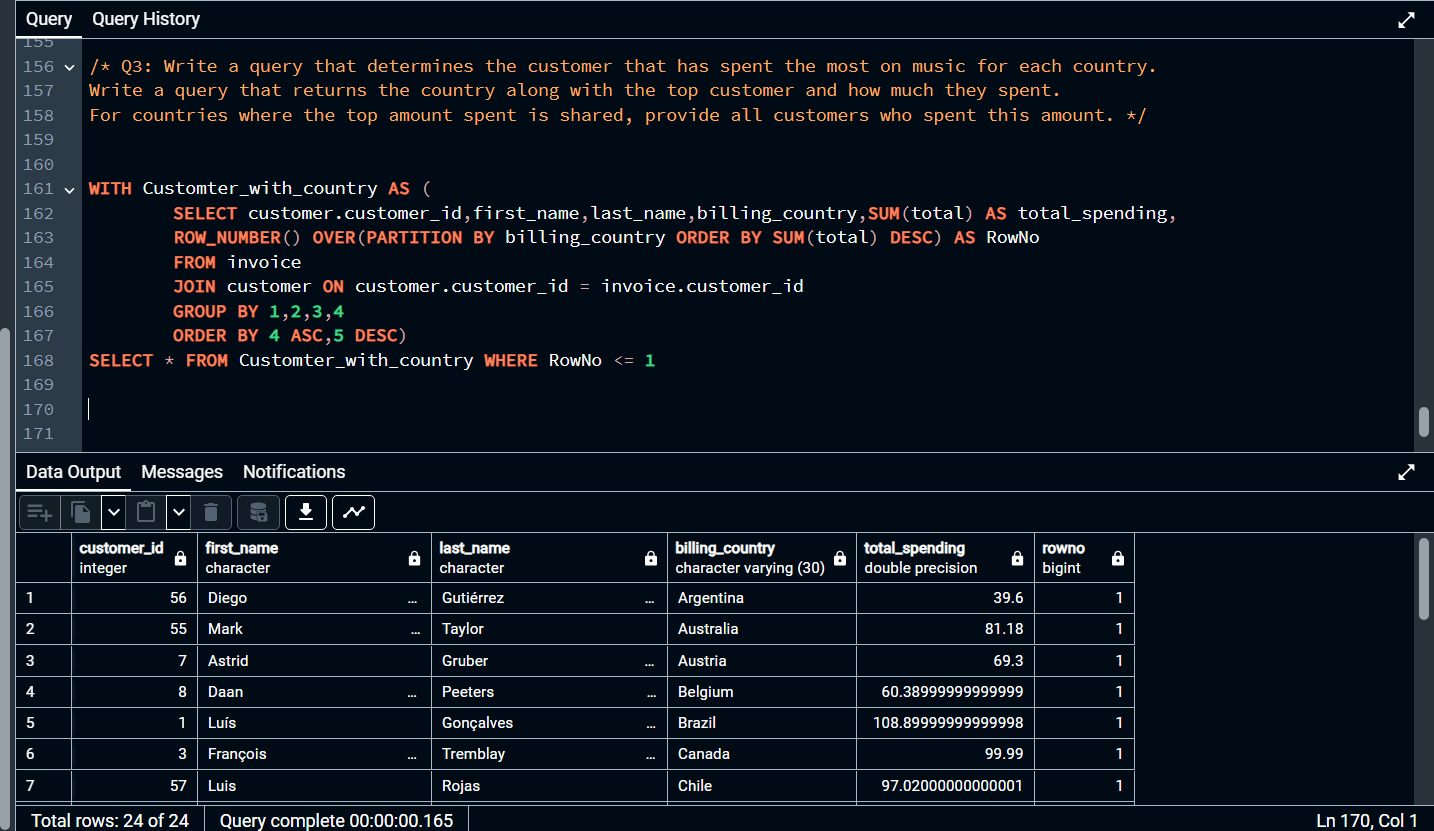 Query Query History
155
156 /* Q3: Write a query that determines the customer that has spent the most on music for each country.
157 Write a query that returns the country along with the top customer and how much they spent.
158 For countries where the top amount spent is shared, provide all customers who spent this amount. */
159
160
161 WITH Customter_with_country AS (
162 SELECT customer.customer_id,first_name,last_name,billing_country,SUM(total) AS total_spending,
163 ROW_NUMBER() OVER(PARTITION BY billing_country ORDER BY SUM(total) DESC) AS RowNo
164 FROM invoice
165 JOIN customer ON customer.customer_id = invoice.customer_id
166 GROUP BY 1,2,3,4
167 ORDER BY 4 ASC,5 DESC)
168 SELECT * FROM Customter_with_country WHERE RowNo <= 1
169
170
171
Data Output Messages Notifications
customer_id first_name last_name billing_country total_spending rowno
integer character character character varying (30) double precision bigint
1 56 Diego ... Gutiérrez ... Argentina 39.6 1
2 55 Mark ... Taylor Australia 81.18 1
3 7 Astrid Gruber ... Austria 69.3 1
4 8 Daan ... Peeters ... Belgium 60.38999999999999 1
5 1 Luís Gonçalves ... Brazil 108.89999999999998 1
6 3 François ... Tremblay ... Canada 99.99 1
7 57 Luis Rojas Chile 97.02000000000001 1
Total rows: 24 of 24 Query complete 00:00:00.165 Ln 170, Col 1